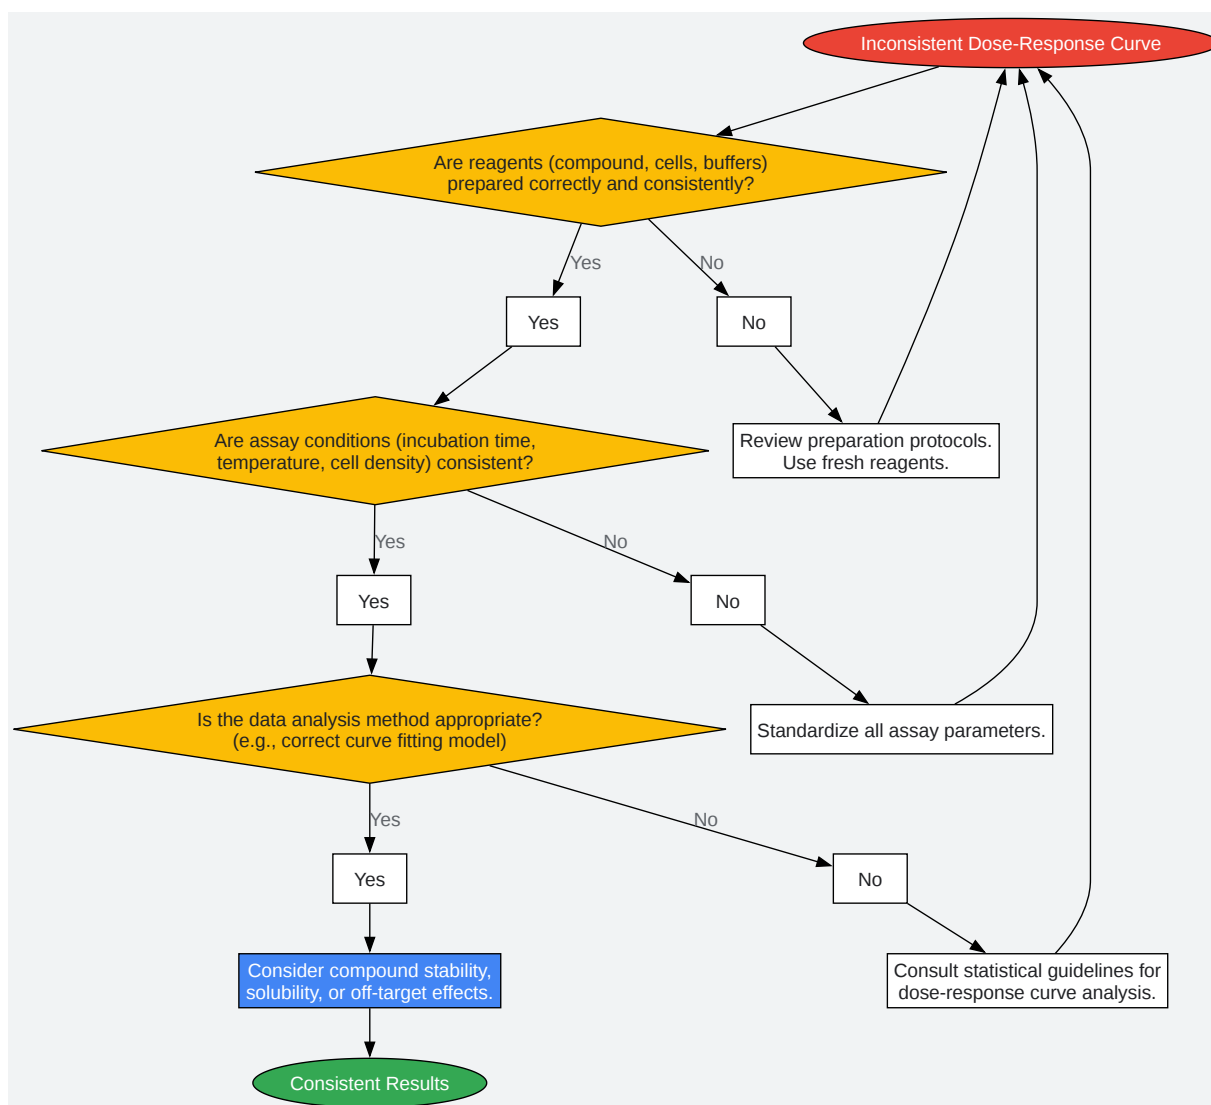 Inconsistent Dose-Response Curve
Are reagents (compound, cells, buffers)
prepared correctly and consistently?
Yes
No
Yes
No
Review preparation protocols.
Use fresh reagents.
Are assay conditions (incubation time,
temperature, cell density) consistent?
Yes
No
Yes
No
Standardize all assay parameters.
Is the data analysis method appropriate?
(e.g., correct curve fitting model)
Yes
No
Yes
No
Consider compound stability,
solubility, or off-target effects.
Consult statistical guidelines for
dose-response curve analysis.
Consistent Results